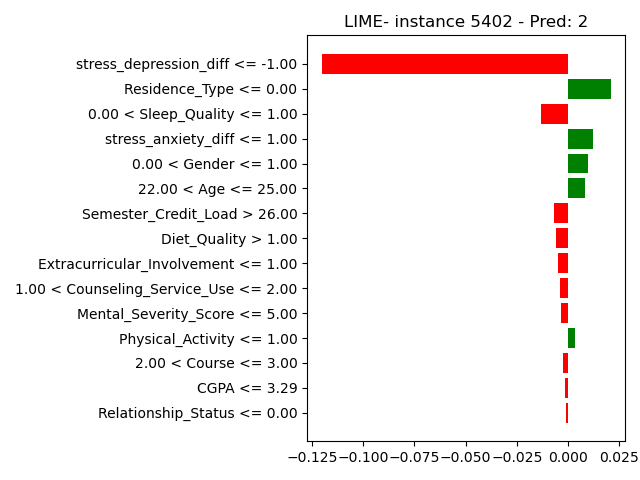 LIME- instance 5402 - Pred: 2
stress_depression_diff <= -1.00
Residence_Type <= 0.00
0.00 < Sleep_Quality <= 1.00
stress_anxiety_diff <= 1.00
0.00 < Gender <= 1.00
22.00 < Age <= 25.00
Semester_Credit_Load > 26.00
Diet_Quality > 1.00
Extracurricular_Involvement <= 1.00
1.00 < Counseling_Service_Use <= 2.00
Mental_Severity_Score <= 5.00
Physical_Activity <= 1.00
2.00 < Course <= 3.00
CGPA <= 3.29
Relationship_Status <= 0.00
−0.125 −0.100 −0.075 −0.050 −0.025 0.000 0.025